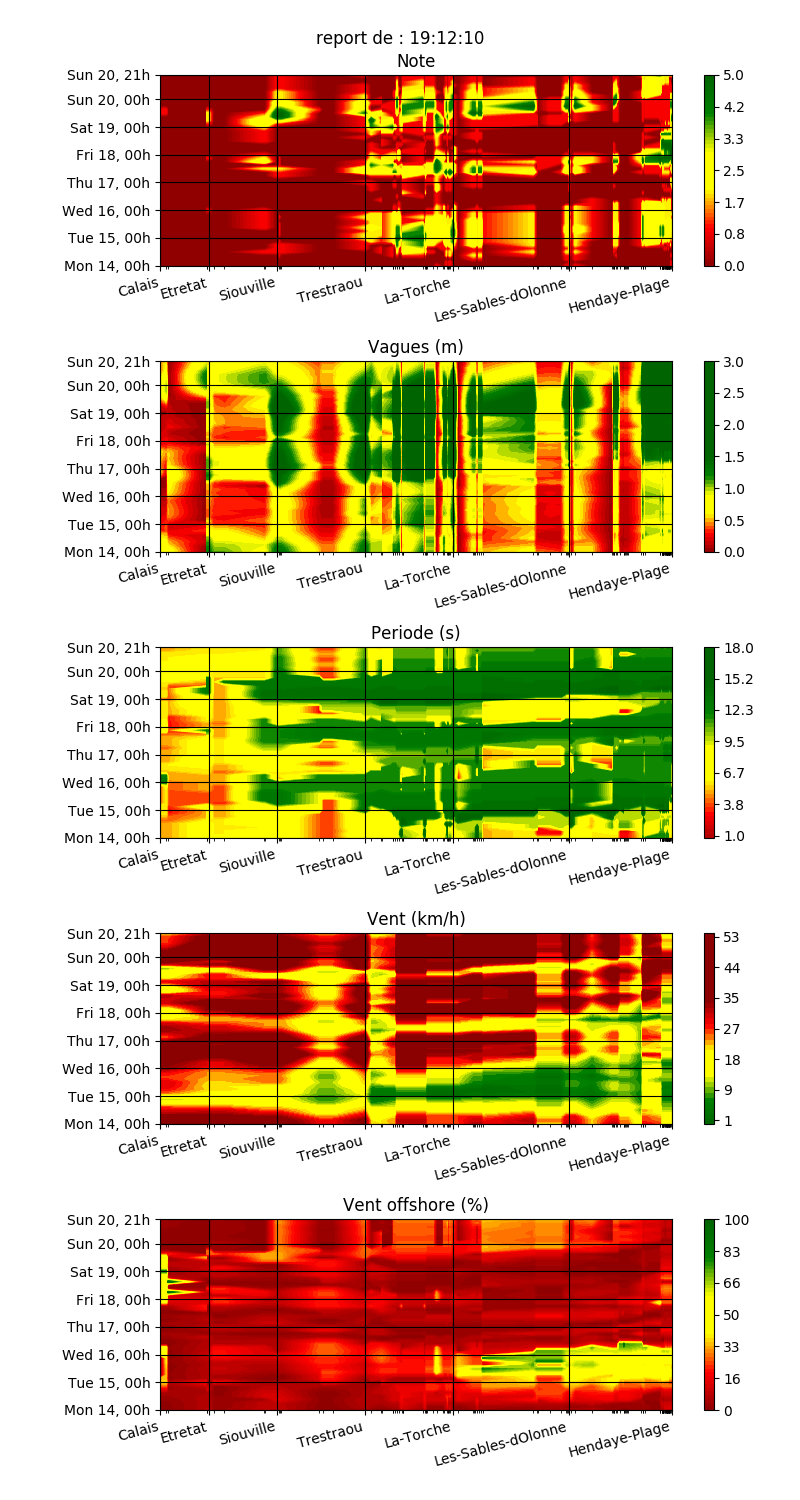 report de : 19:12:10
Note
Sun 20, 21h
Sun 20, 00h
Sat 19, 00h
Fri 18, 00h
Thu 17, 00h
Wed 16, 00h
Tue 15, 00h
Mon 14, 00h
5.0
4.2
3.3
2.5
1.7
0.8
0.0
Calais
Etretat
Siouville
Trestraou
La-Torche
Les-Sables-dOlonne
Hendaye-Plage
Vagues (m)
Sun 20, 21h
Sun 20, 00h
Sat 19, 00h
Fri 18, 00h
Thu 17, 00h
Wed 16, 00h
Tue 15, 00h
Mon 14, 00h
3.0
2.5
2.0
1.5
1.0
0.5
0.0
Calais
Etretat
Siouville
Trestraou
La-Torche
Les-Sables-dOlonne
Hendaye-Plage
Periode (s)
Sun 20, 21h
Sun 20, 00h
Sat 19, 00h
Fri 18, 00h
Thu 17, 00h
Wed 16, 00h
Tue 15, 00h
Mon 14, 00h
18.0
15.2
12.3
9.5
6.7
3.8
1.0
Calais
Etretat
Siouville
Trestraou
La-Torche
Les-Sables-dOlonne
Hendaye-Plage
Vent (km/h)
Sun 20, 21h
Sun 20, 00h
Sat 19, 00h
Fri 18, 00h
Thu 17, 00h
Wed 16, 00h
Tue 15, 00h
Mon 14, 00h
53
44
35
27
18
9
1
Calais
Etretat
Siouville
Trestraou
La-Torche
Les-Sables-dOlonne
Hendaye-Plage
Vent offshore (%)
Sun 20, 21h
Sun 20, 00h
Sat 19, 00h
Fri 18, 00h
Thu 17, 00h
Wed 16, 00h
Tue 15, 00h
Mon 14, 00h
100
83
66
50
33
16
0
Calais
Etretat
Siouville
Trestraou
La-Torche
Les-Sables-dOlonne
Hendaye-Plage